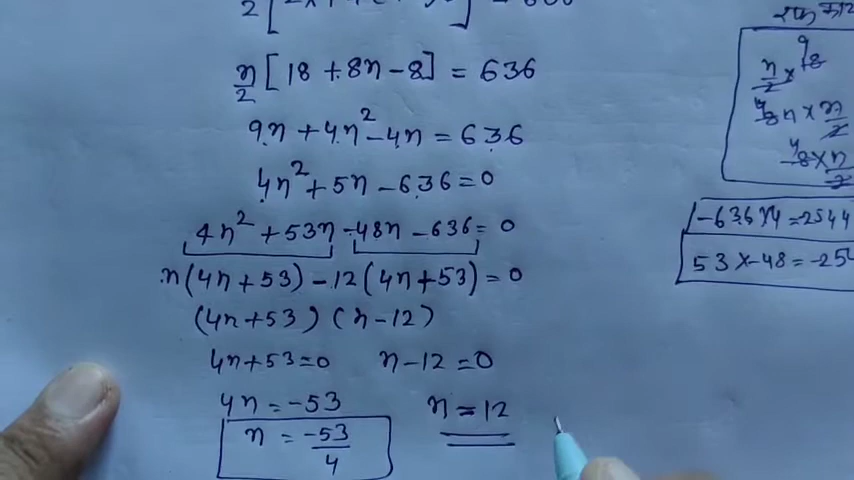 n/2 [18 + 8n - 8] = 636
9n + 4n² - 4n = 636
4n² + 5n - 636 = 0
4n² + 53n - 48n - 636 = 0
n(4n + 53) - 12(4n + 53) = 0
(4n + 53) (n - 12)
4n + 53 = 0 n - 12 = 0
4n = -53 n = 12
n = -53/4
n/2 ×
-636 × 4 = 2544
53 × -48 = -254